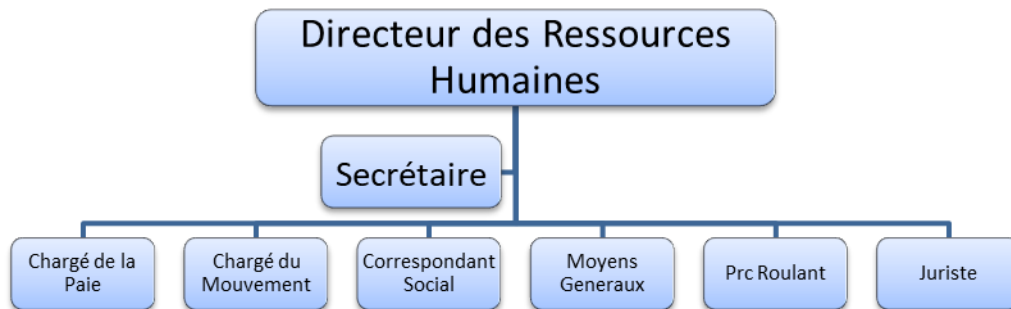 Directeur des Ressources
Humaines
Secrétaire
Chargé de la
Paie
Chargé du
Mouvement
Correspondant
Social
Moyens
Generaux
Prc Roulant
Juriste